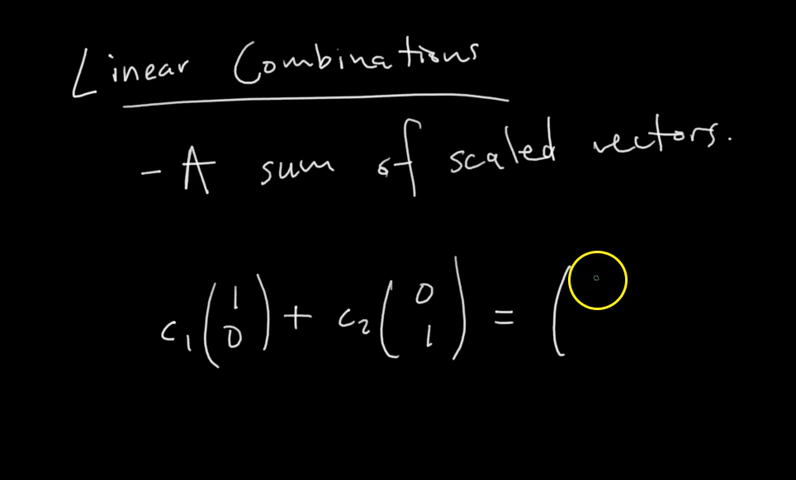 Linear Combinations
- A sum of scaled vectors.
c₁(1 0) + c₂(0 1) = (